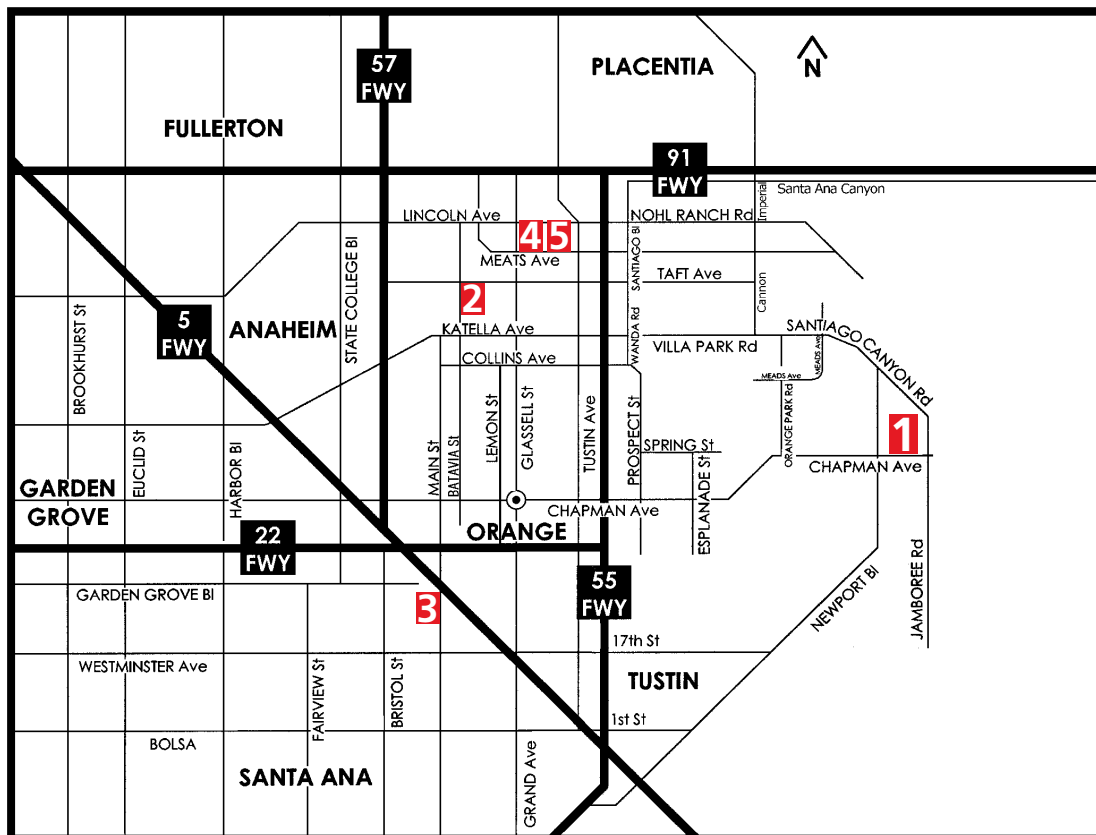 57
FWY
PLACENTIA
N
FULLERTON
91
FWY
Santa Ana Canyon
Imperial
LINCOLN Ave
NOHL RANCH Rd
SANTIAGO Bl
4
5
MEATS Ave
STATE COLLEGE Bl
TAFT Ave
2
Cannon
BROOKHURST St
5
FWY
ANAHEIM
KATELLA Ave
WANDA Rd
VILLA PARK Rd
SANTIAGO CANYON Rd
COLLINS Ave
MEADS Ave
MEADS Ave
EUCLID St
HARBOR Bl
MAIN St
BATAVIA St
LEMON St
GLASSELL St
TUSTIN Ave
PROSPECT St
SPRING St
ORANGE PARK Rd
1
CHAPMAN Ave
GARDEN
GROVE
ESPLANADE St
CHAPMAN Ave
ORANGE
22
FWY
55
FWY
GARDEN GROVE Bl
3
NEWPORT Bl
JAMBOREE Rd
17th St
WESTMINSTER Ave
FAIRVIEW St
BRISTOL St
TUSTIN
1st St
BOLSA
SANTA ANA
GRAND Ave